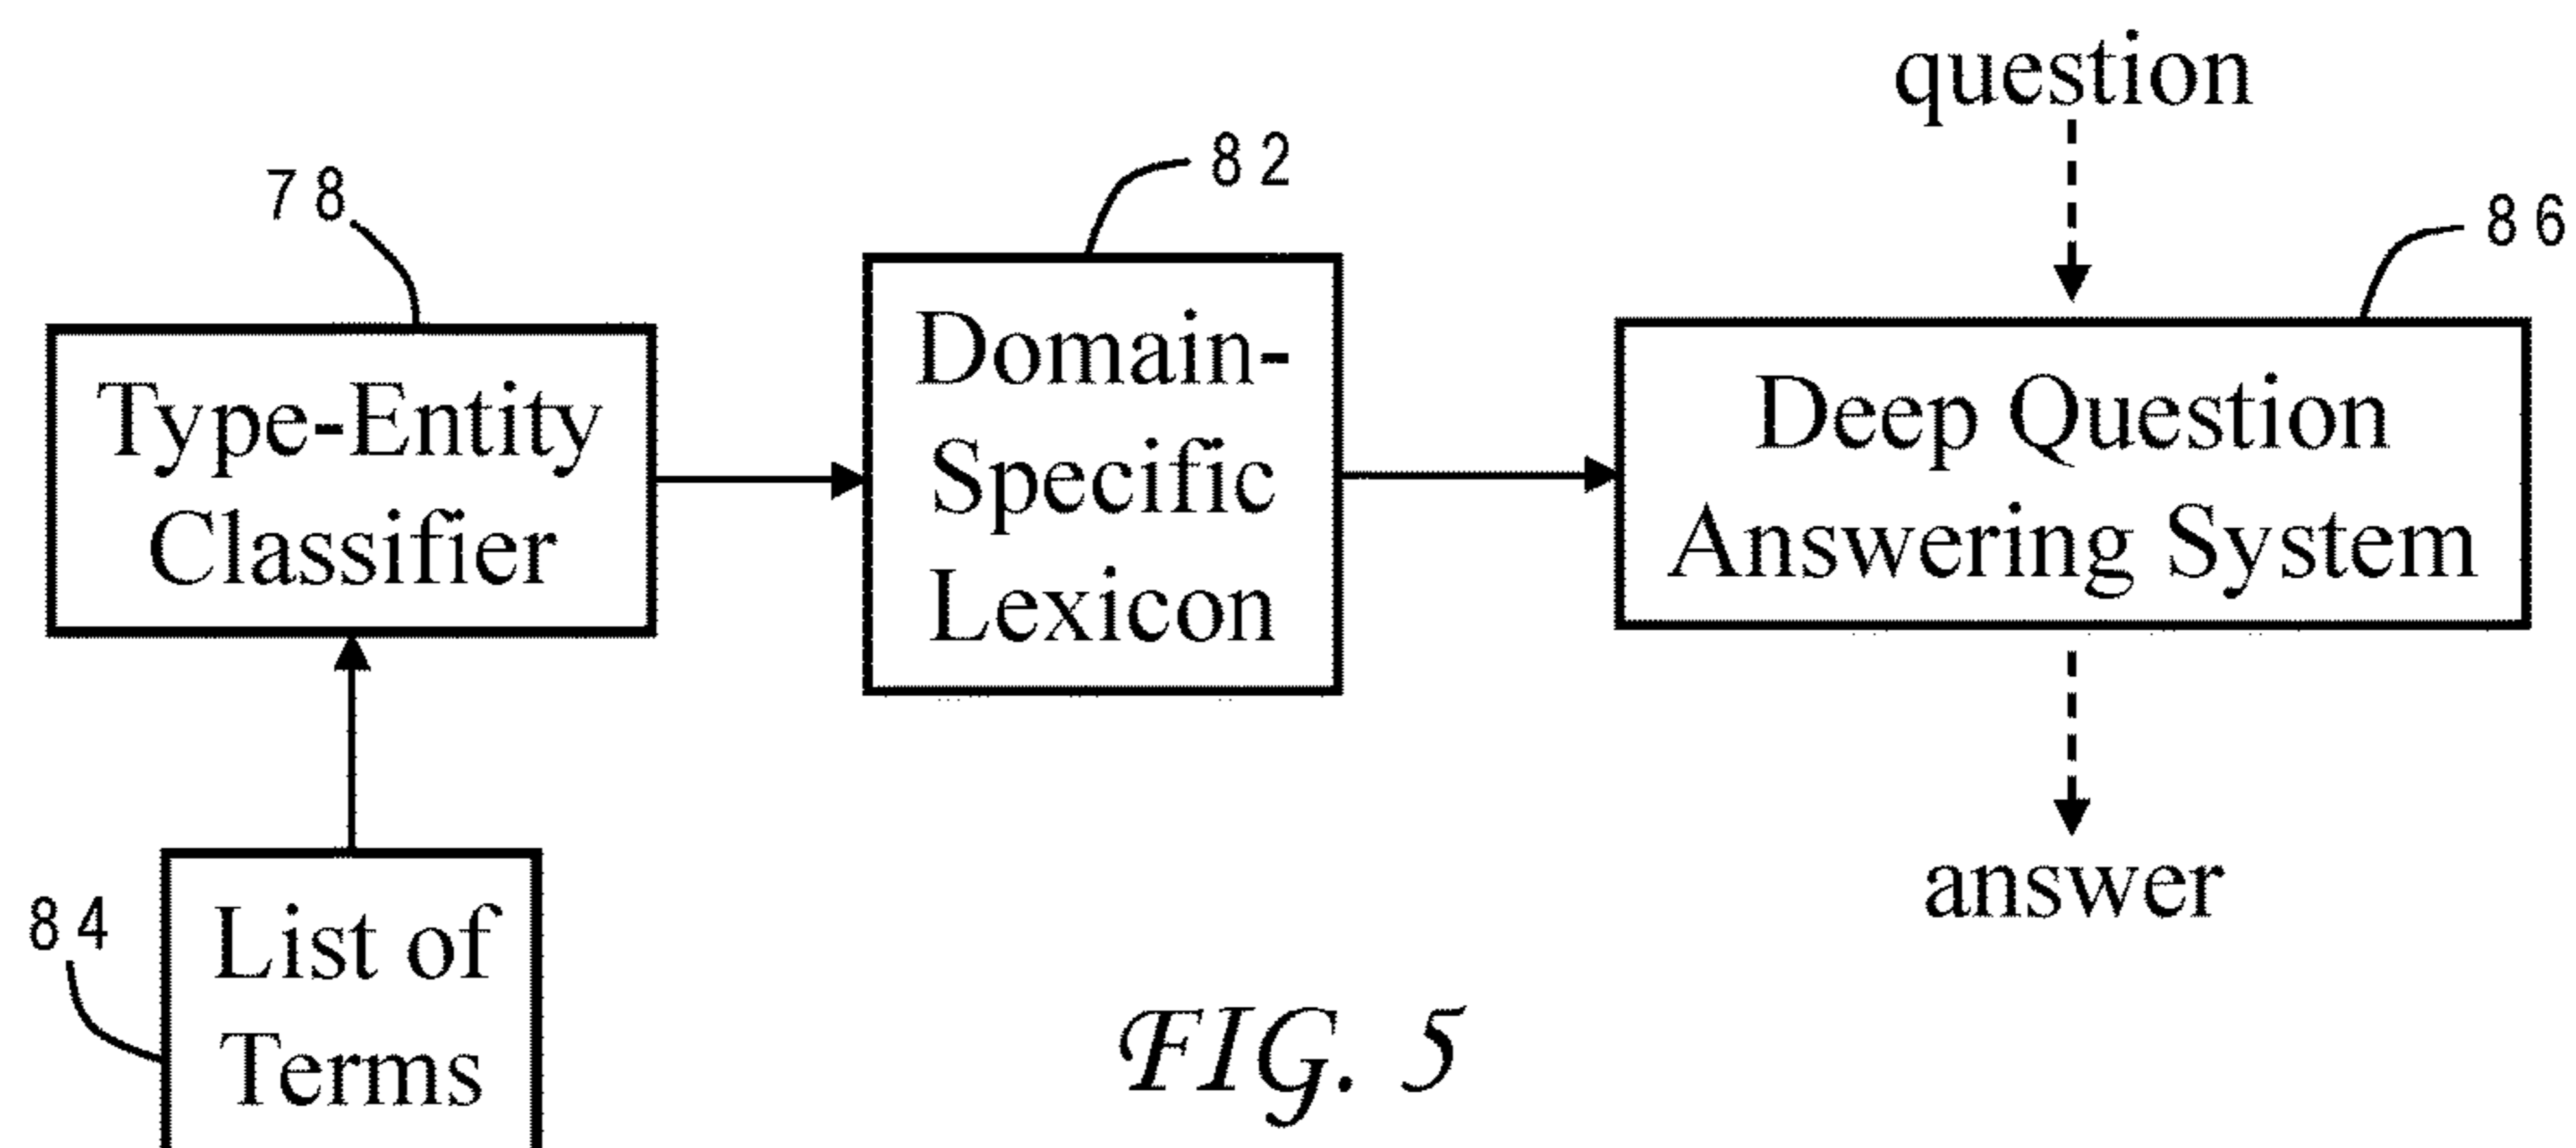 question
82
78
86
Type-Entity
Classifier
Domain-
Specific
Lexicon
Deep Question
Answering System
84
List of
Terms
answer
FIG. 5